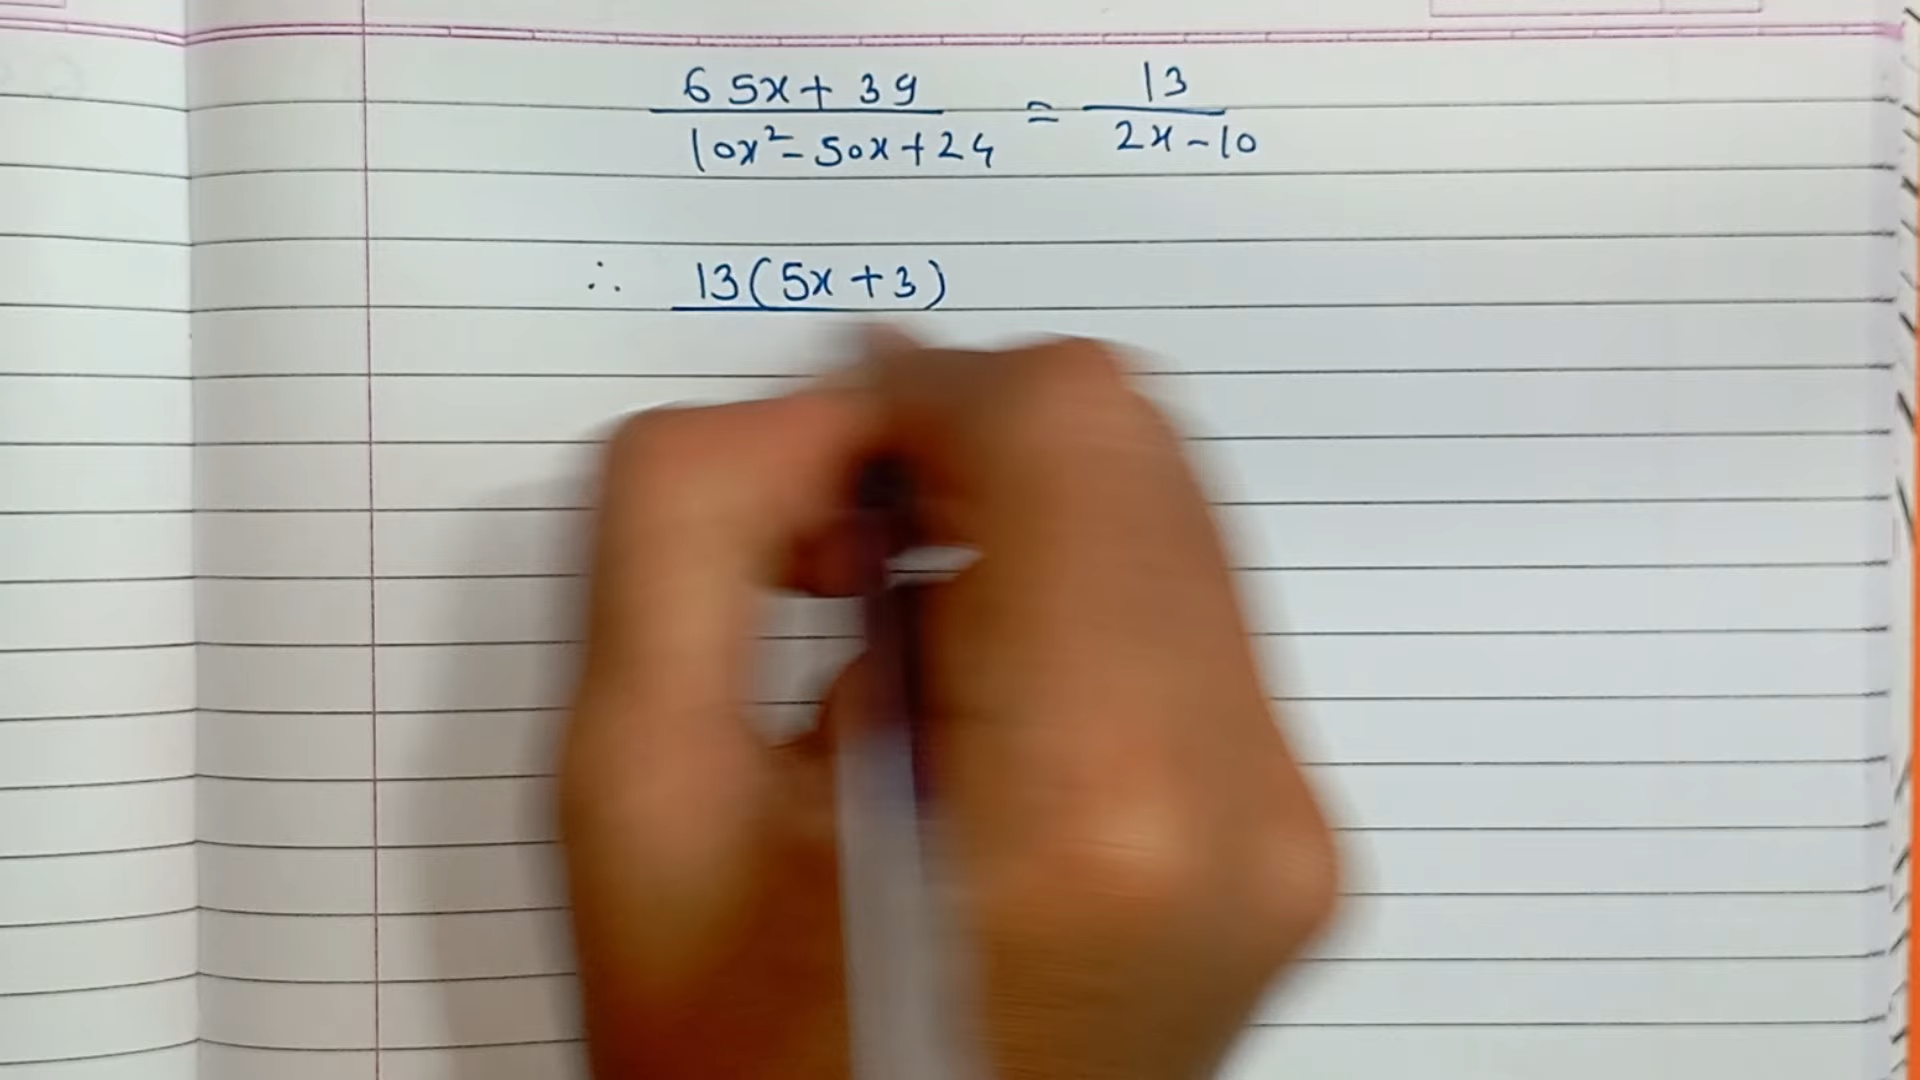 65x + 39 / 10x² - 50x + 24 = 13 / 2x - 10
∴ 13(5x + 3)